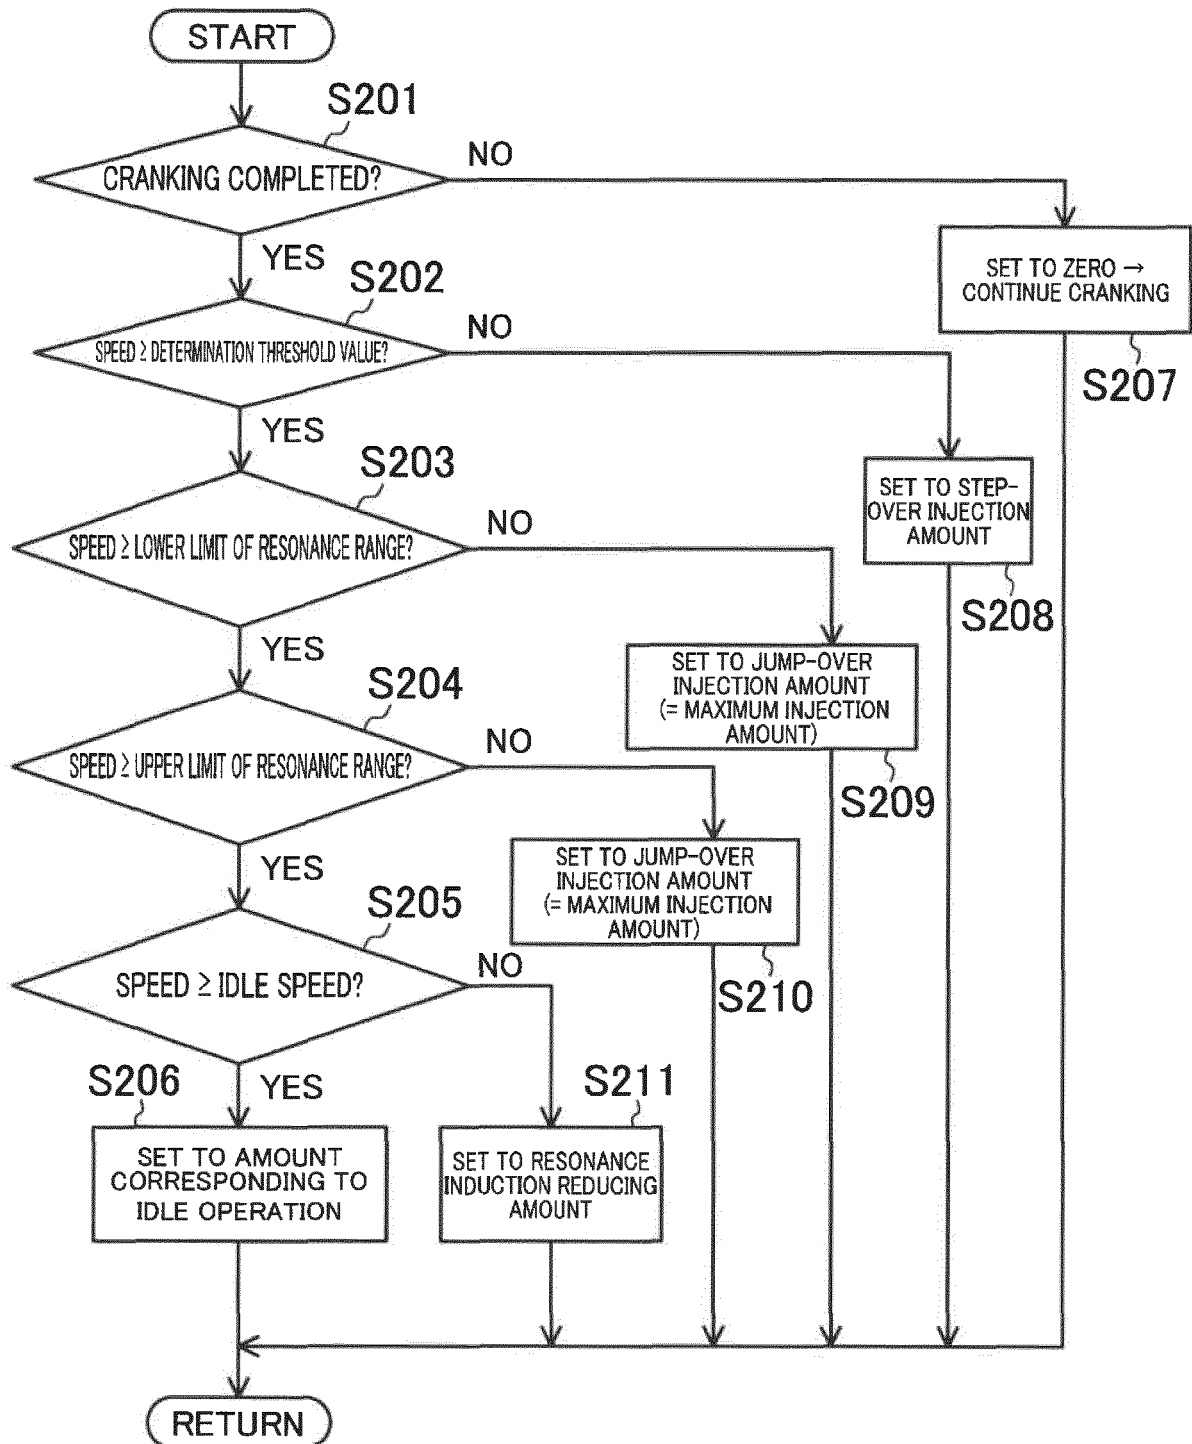 START
S201
CRANKING COMPLETED?
NO
YES
SET TO ZERO →
CONTINUE CRANKING
S207
S202
SPEED ≥ DETERMINATION THRESHOLD VALUE?
NO
YES
SET TO STEP-
OVER INJECTION
AMOUNT
S208
S203
SPEED ≥ LOWER LIMIT OF RESONANCE RANGE?
NO
YES
SET TO JUMP-OVER
INJECTION AMOUNT
(= MAXIMUM INJECTION
AMOUNT)
S209
S204
SPEED ≥ UPPER LIMIT OF RESONANCE RANGE?
NO
YES
SET TO JUMP-OVER
INJECTION AMOUNT
(= MAXIMUM INJECTION
AMOUNT)
S210
S205
SPEED ≥ IDLE SPEED?
NO
YES
S206
SET TO AMOUNT
CORRESPONDING TO
IDLE OPERATION
S211
SET TO RESONANCE
INDUCTION REDUCING
AMOUNT
RETURN